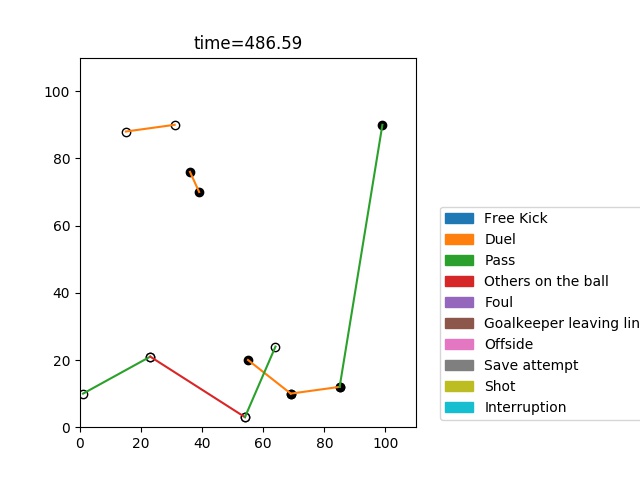 time=486.59
100
80
60
40
20
0
0 20 40 60 80 100
Free Kick
Duel
Pass
Others on the ball
Foul
Goalkeeper leaving lin
Offside
Save attempt
Shot
Interruption